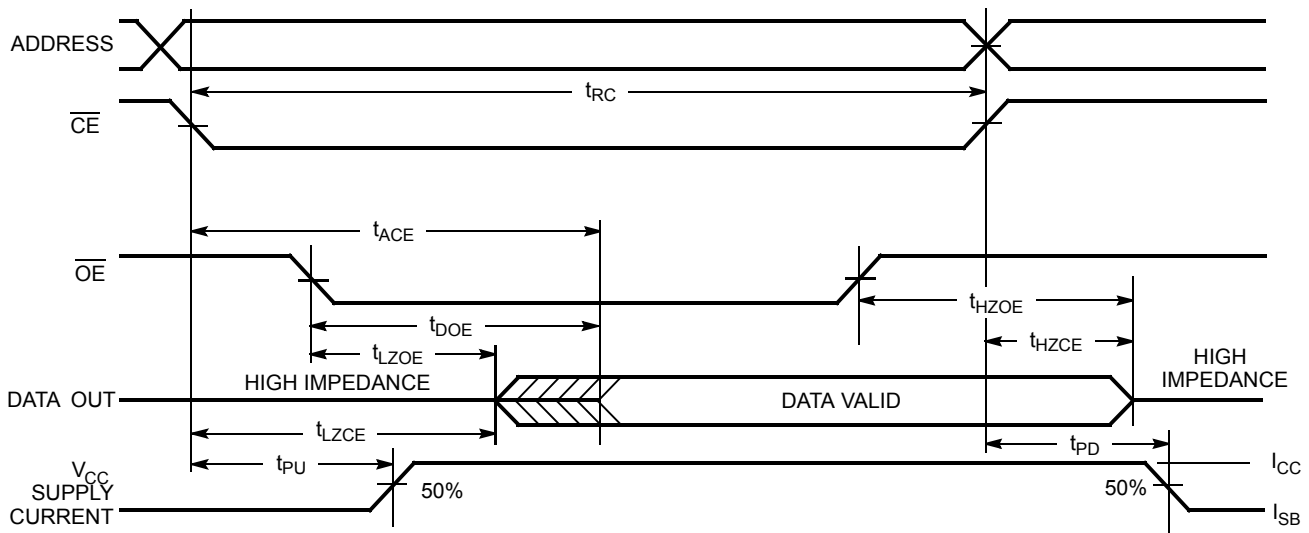 ADDRESS
tRC
CE
tACE
OE
tHZOE
tDOE
tHZCE
tLZOE
HIGH
IMPEDANCE
HIGH IMPEDANCE
DATA OUT
DATA VALID
tLZCE
tPD
tPU
VCC
SUPPLY
CURRENT
50%
50%
ICC
ISB